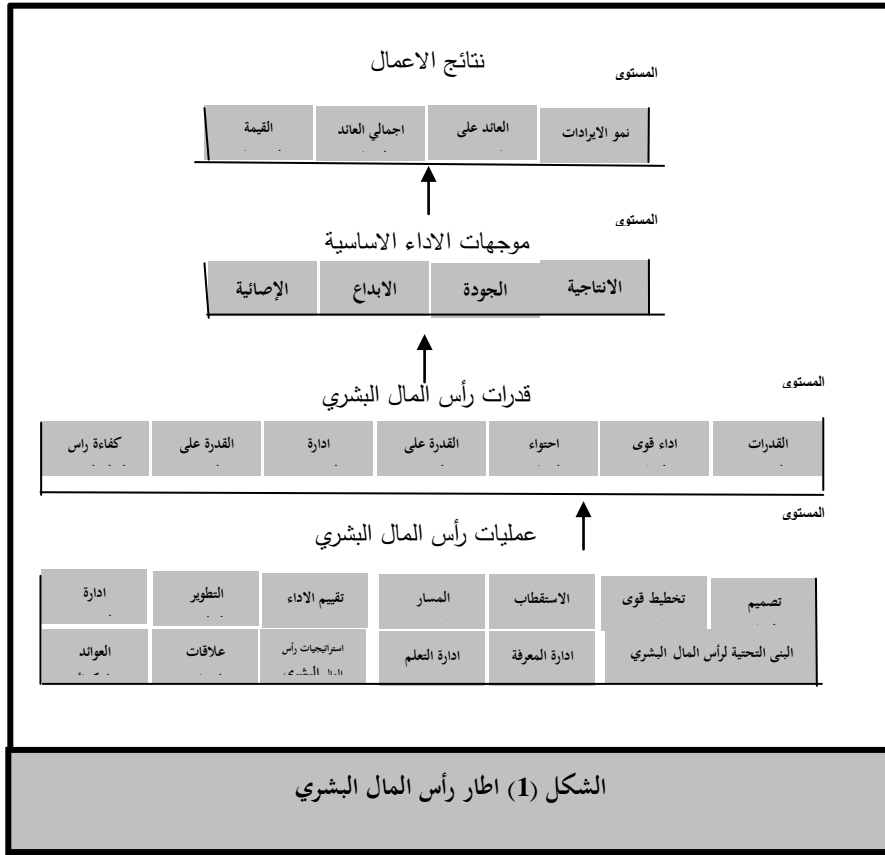 نتائج الاعمال
المستوى
نمو الايرادات
العائد على
اجمالي العائد
القيمة
المستوى
موجهات الاداء الاساسية
الانتاجية
الجودة
الابداع
الإصائية
المستوى
قدرات رأس المال البشري
القدرات
اداء قوى
احتواء
القدرة على
ادارة
القدرة على
كفاءة راس
المستوى
عمليات رأس المال البشري
تصميم
تخطيط قوى
الاستقطاب
المسار
تقييم الاداء
التطوير
ادارة
البنى التحتية لرأس المال البشري
ادارة المعرفة
ادارة التعلم
استراتيجيات رأس
المال البشري
علاقات
العوائد
الشكل (1) اطار رأس المال البشري